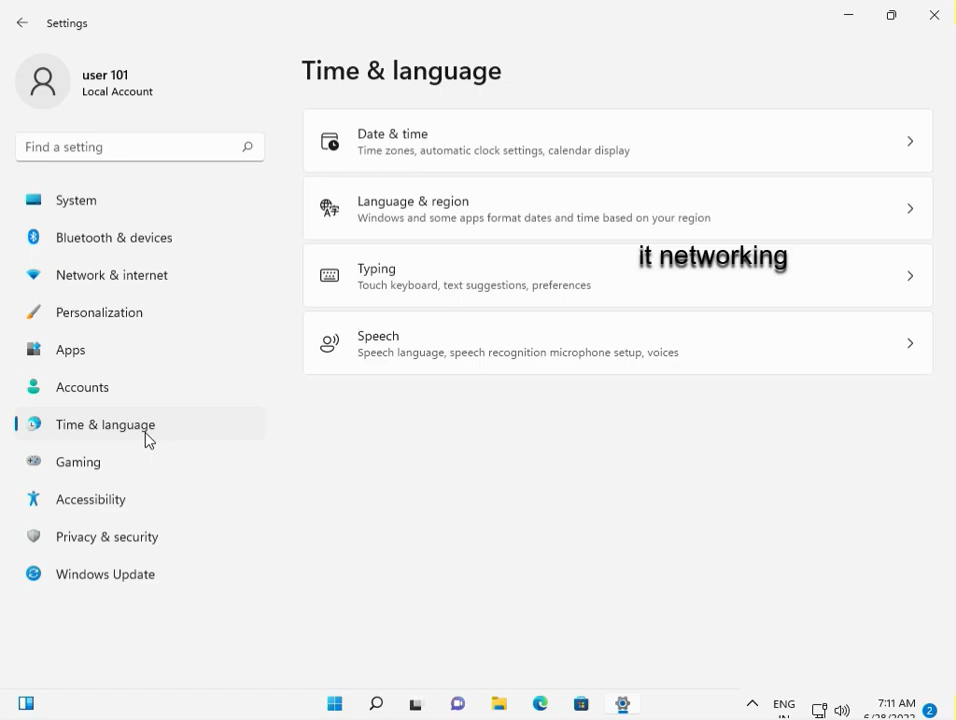 Settings
user 101
Local Account
Find a setting
System
Bluetooth & devices
Network & internet
Personalization
Apps
Accounts
Time & language
Gaming
Accessibility
Privacy & security
Windows Update
Time & language
Date & time
Time zones, automatic clock settings, calendar display
Language & region
Windows and some apps format dates and time based on your region
it networking
Typing
Touch keyboard, text suggestions, preferences
Speech
Speech language, speech recognition microphone setup, voices
ENG
IN
7:11 AM
2